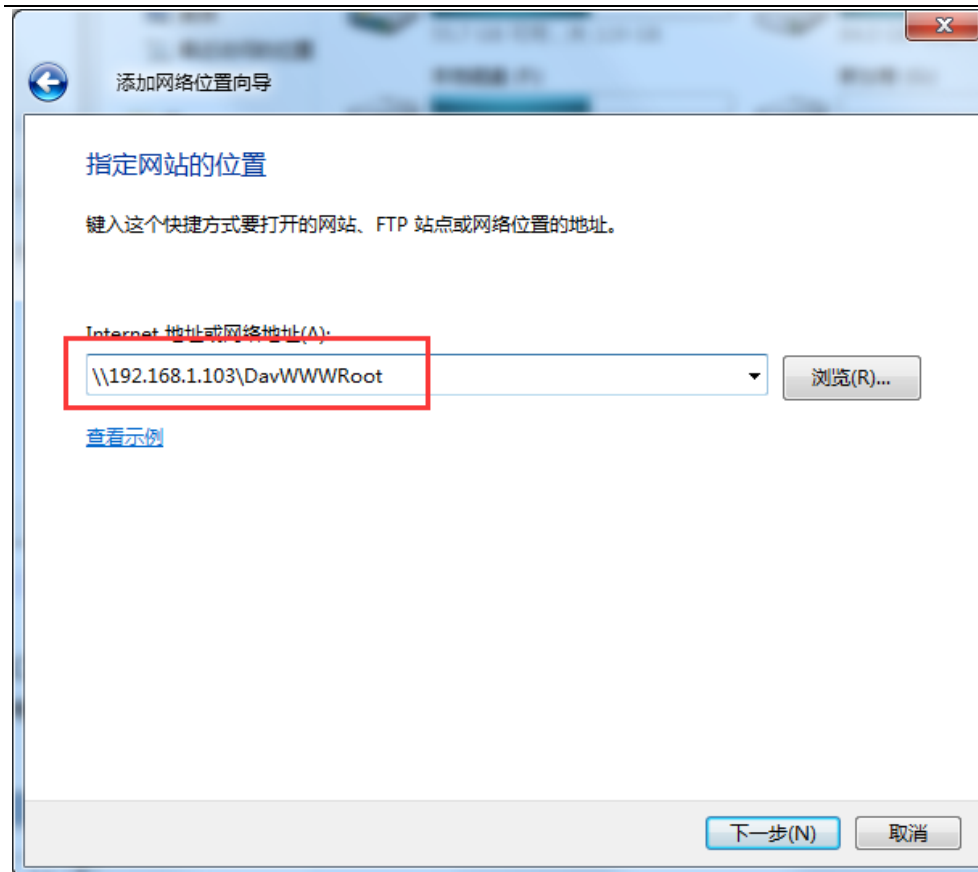 添加网络位置向导
指定网站的位置
键入这个快捷方式要打开的网站、FTP 站点或网络位置的地址。
Internet 地址或网络地址(A):
\\192.168.1.103\DavWWWRoot
浏览(R)...
查看示例
下一步(N)
取消